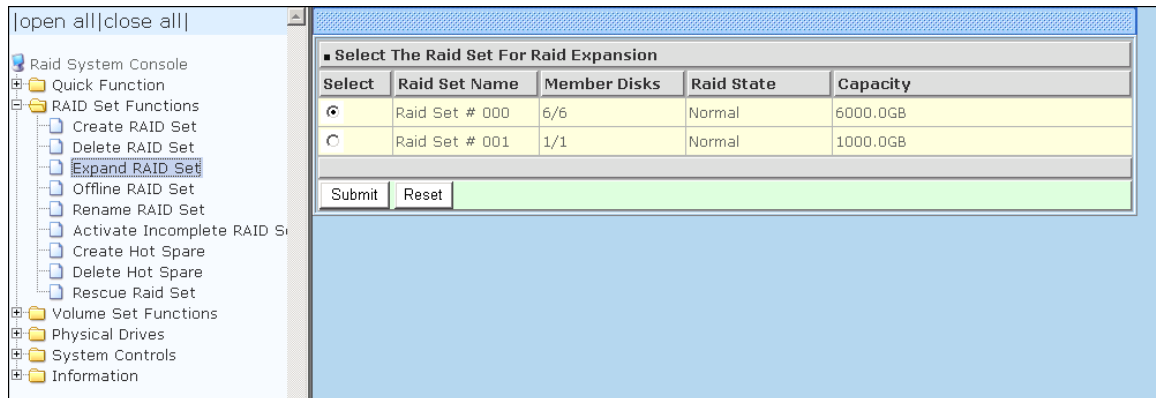 |open all|close all|
Raid System Console
Quick Function
RAID Set Functions
Create RAID Set
Delete RAID Set
Expand RAID Set
Offline RAID Set
Rename RAID Set
Activate Incomplete RAID
Create Hot Spare
Delete Hot Spare
Rescue Raid Set
Volume Set Functions
Physical Drives
System Controls
Information
Select The Raid Set For Raid Expansion
Select Raid Set Name Member Disks Raid State Capacity
Raid Set # 000 6/6 Normal 6000.0GB
Raid Set # 001 1/1 Normal 1000.0GB
Submit Reset